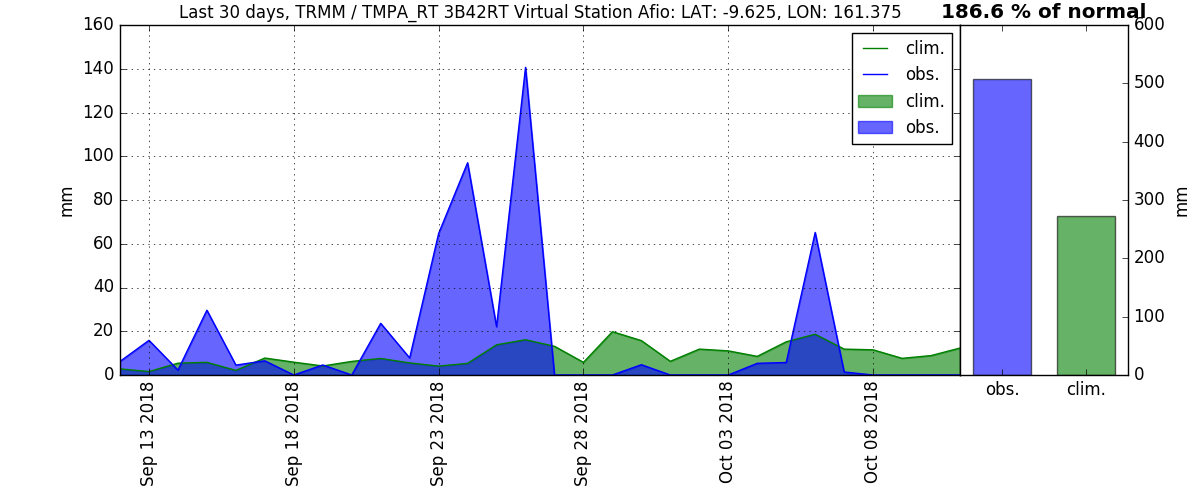 Last 30 days, TRMM / TMPA_RT 3B42RT Virtual Station Afio: LAT: -9.625, LON: 161.375
186.6 % of normal
160
140
120
100
80
60
40
20
0
mm
clim.
obs.
clim.
obs.
600
500
400
300
200
100
0
mm
Sep 13 2018
Sep 18 2018
Sep 23 2018
Sep 28 2018
Oct 03 2018
Oct 08 2018
obs.
clim.